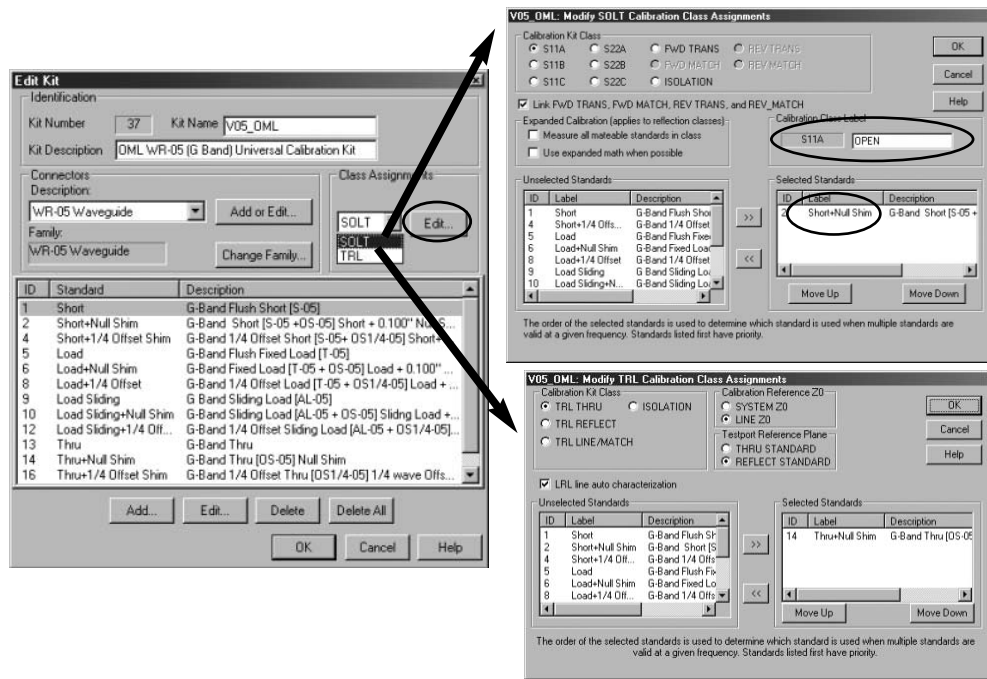 Edit Kit
Identification
Kit Number 37 Kit Name V05_OML
Kit Description OML WR-05 (G Band) Universal Calibration Kit
Connectors
Description:
WR-05 Waveguide Add or Edit...
Family:
WR-05 Waveguide Change Family...
Class Assignments
SOLT Edit...
SOLT
TRL
ID Standard Description
1 Short G-Band Flush Short [S-05]
2 Short+Null Shim G-Band Short [S-05 +OS-05] Short + 0.100"
4 Short+1/4 Offset Shim G-Band 1/4 Offset Short [S-05+ OS1/4-05] Short+
5 Load G-Band Flush Fixed Load [T-05]
6 Load+Null Shim G-Band Fixed Load [T-05 + OS-05] Load + 0.100" ...
8 Load+1/4 Offset G-Band 1/4 Offset Load [T-05 + OS1/4-05] Load + ...
9 Load Sliding G-Band Sliding Load [AL-05]
10 Load Sliding+Null Shim G-Band Sliding Load [AL-05 + OS-05] Slidng Load +...
12 Load Sliding+1/4 Off... G-Band 1/4 Offset Sliding Load [AL-05 + OS1/4-05]...
13 Thru G-Band Thru
14 Thru+Null Shim G-Band Thru [OS-05] Null Shim
16 Thru+1/4 Offset Shim G-Band 1/4 Offset Thru [OS1/4-05] 1/4 wave Offs...
Add... Edit... Delete Delete All
OK Cancel Help
V05_OML: Modify SOLT Calibration Class Assignments
Calibration Kit Class
S11A S22A FWD TRANS REV TRANS
S11B S22B FWD MATCH REV MATCH
S11C S22C ISOLATION
OK
Cancel
Help
Link FWD TRANS, FWD MATCH, REV TRANS, and REV_MATCH
Expanded Calibration (applies to reflection classes)
Measure all mateable standards in class
Use expanded math when possible
Calibration Class Label
S11A OPEN
Unselected Standards
ID Label Description
1 Short G-Band Flush Shor
4 Short+1/4 Offs... G-Band 1/4 Offset
5 Load G-Band Flush Fixe
6 Load+Null Shim G-Band Fixed Loa
8 Load+1/4 Offset G-Band 1/4 Offset
9 Load Sliding G-Band Sliding Loa
10 Load Sliding+N... G-Band Sliding Loa
>>
<<
Selected Standards
ID Label Description
2 Short+Null Shim G-Band Short [S-05 +
Move Up Move Down
The order of the selected standards is used to determine which standard is used when multiple standards are
valid at a given frequency. Standards listed first have priority.
V05_OML: Modify TRL Calibration Class Assignments
Calibration Kit Class
TRL THRU ISOLATION
TRL REFLECT
TRL LINE/MATCH
Calibration Reference Z0
SYSTEM Z0
LINE Z0
Testport Reference Plane
THRU STANDARD
REFLECT STANDARD
OK
Cancel
Help
LRL line auto characterization
Unselected Standards
ID Label Description
1 Short G-Band Flush Sh
2 Short+Null Shim G-Band Short [S
4 Short+1/4 Off... G-Band 1/4 Offs
5 Load G-Band Flush Fix
6 Load+Null Shim G-Band Fixed Lo
8 Load+1/4 Off... G-Band 1/4 Offs
>>
<<
Selected Standards
ID Label Description
14 Thru+Null Shim G-Band Thru [OS-05
Move Up Move Down
The order of the selected standards is used to determine which standard is used when multiple standards are
valid at a given frequency. Standards listed first have priority.